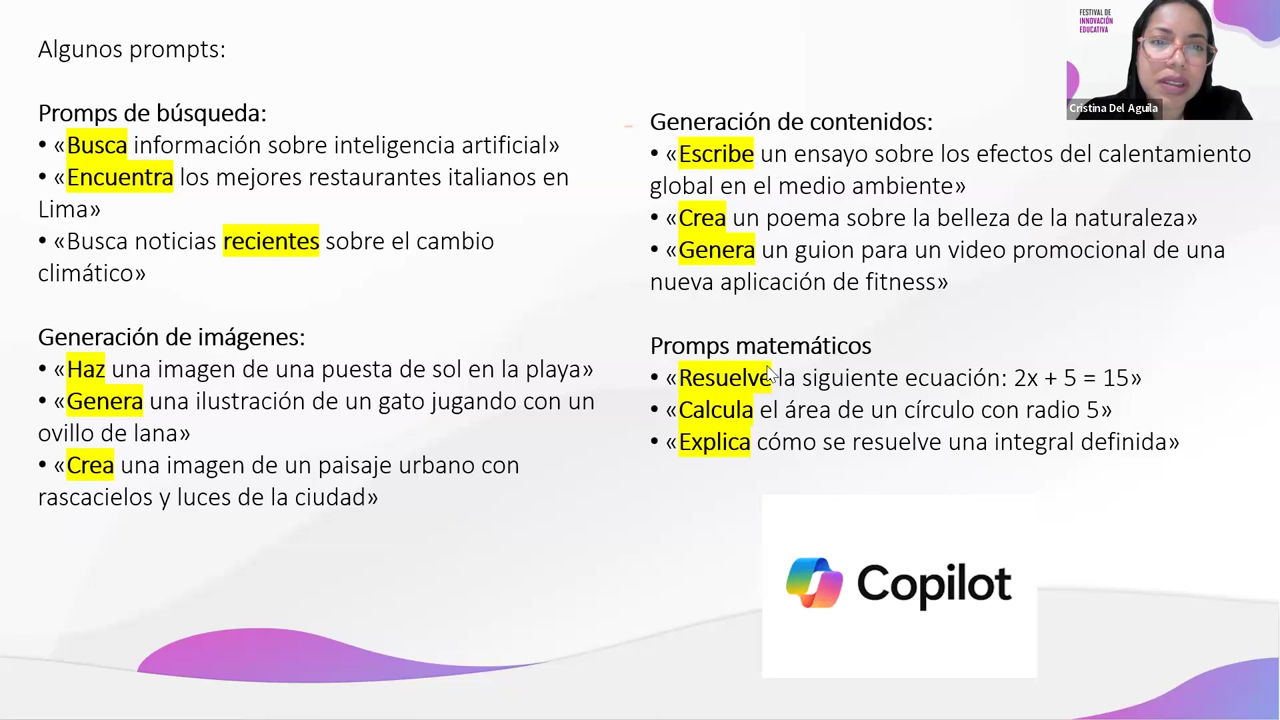 Algunos prompts:
Promps de búsqueda:
• «Busca información sobre inteligencia artificial»
• «Encuentra los mejores restaurantes italianos en
Lima»
• «Busca noticias recientes sobre el cambio
climático»
Generación de imágenes:
• «Haz una imagen de una puesta de sol en la playa»
• «Genera una ilustración de un gato jugando con un
ovillo de lana»
• «Crea una imagen de un paisaje urbano con
rascacielos y luces de la ciudad»
Generación de contenidos:
• «Escribe un ensayo sobre los efectos del calentamiento
global en el medio ambiente»
• «Crea un poema sobre la belleza de la naturaleza»
• «Genera un guion para un video promocional de una
nueva aplicación de fitness»
Promps matemáticos
• «Resuelve la siguiente ecuación: 2x + 5 = 15»
• «Calcula el área de un círculo con radio 5»
• «Explica cómo se resuelve una integral definida»
Copilot
FESTIVAL DE
INNOVACIÓN
EDUCATIVA
Cristina Del Aguila